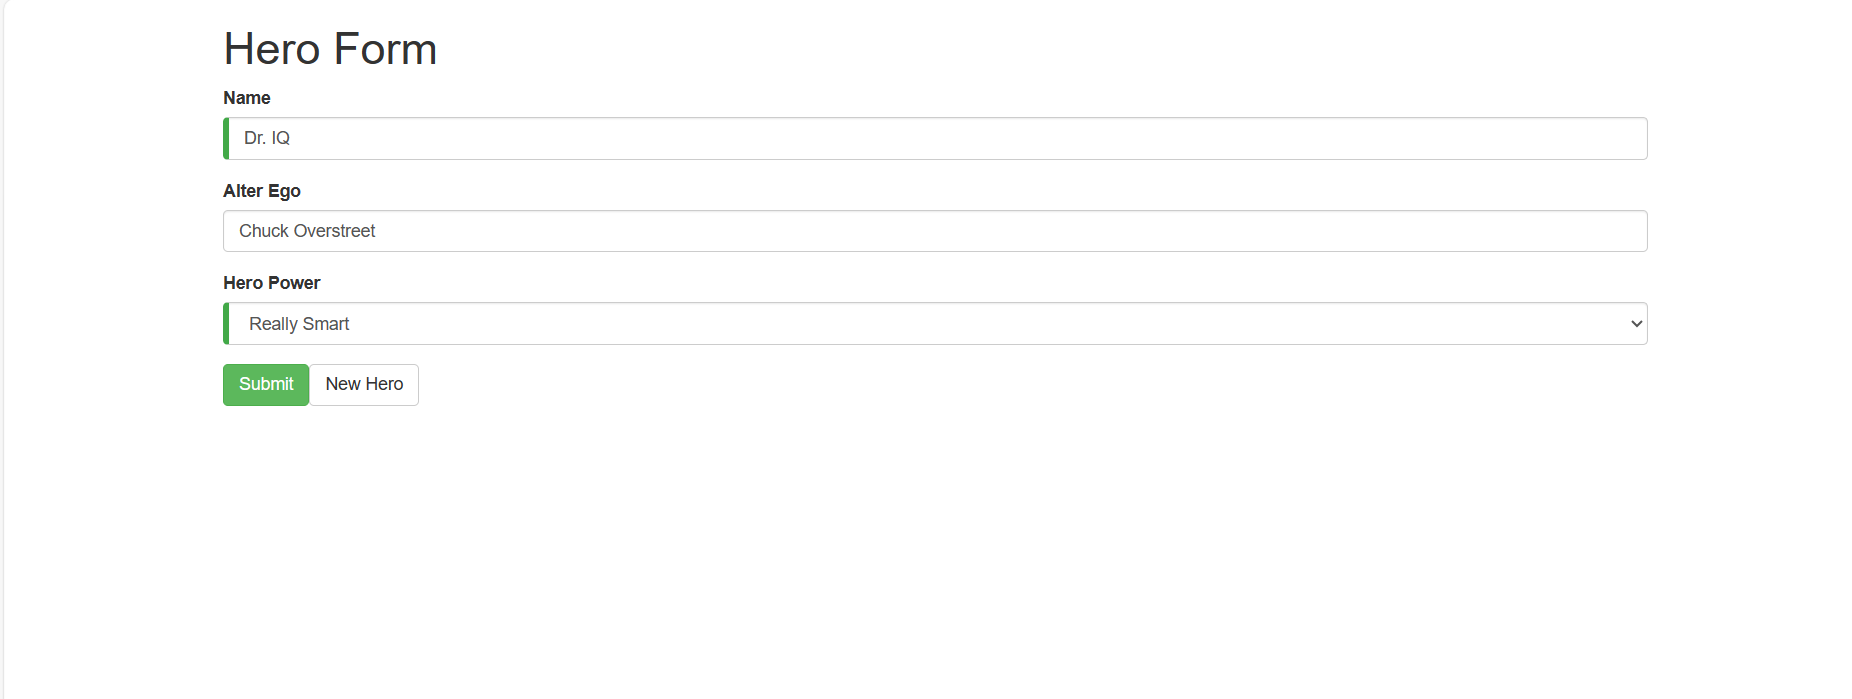 Hero Form
Name
Dr. IQ
Alter Ego
Chuck Overstreet
Hero Power
Really Smart
Submit New Hero